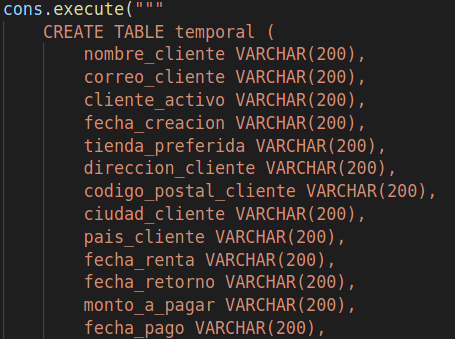 cons.execute("""
CREATE TABLE temporal (
nombre_cliente VARCHAR(200),
correo_cliente VARCHAR(200),
cliente_activo VARCHAR(200),
fecha_creacion VARCHAR(200),
tienda_preferida VARCHAR(200),
direccion_cliente VARCHAR(200),
codigo_postal_cliente VARCHAR(200),
ciudad_cliente VARCHAR(200),
pais_cliente VARCHAR(200),
fecha_renta VARCHAR(200),
fecha_retorno VARCHAR(200),
monto_a_pagar VARCHAR(200),
fecha_pago VARCHAR(200),